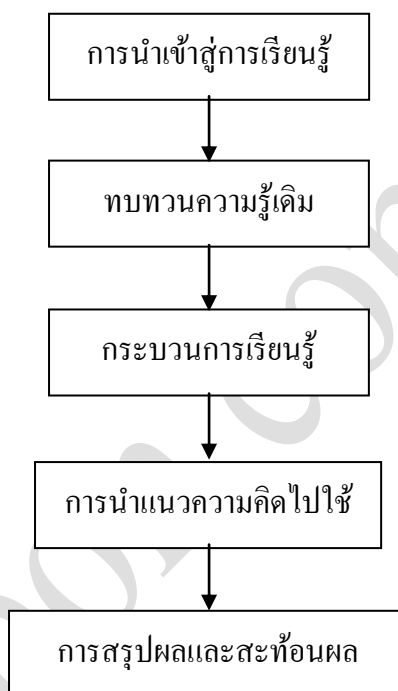 การนำเข้าสู่การเรียนรู้
ทบทวนความรู้เดิม
กระบวนการเรียนรู้
การนำแนวความคิดไปใช้
การสรุปผลและสะท้อนผล